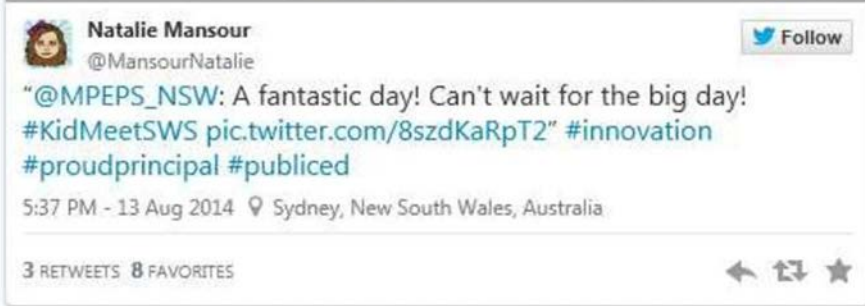 Natalie Mansour
@MansourNatalie
Follow
"@MPEPS_NSW: A fantastic day! Can't wait for the big day!
#KidMeetSWS pic.twitter.com/8szdKaRpT2" #innovation
#proudprincipal #publiced
5:37 PM - 13 Aug 2014 Sydney, New South Wales, Australia
3 RETWEETS 8 FAVORITES